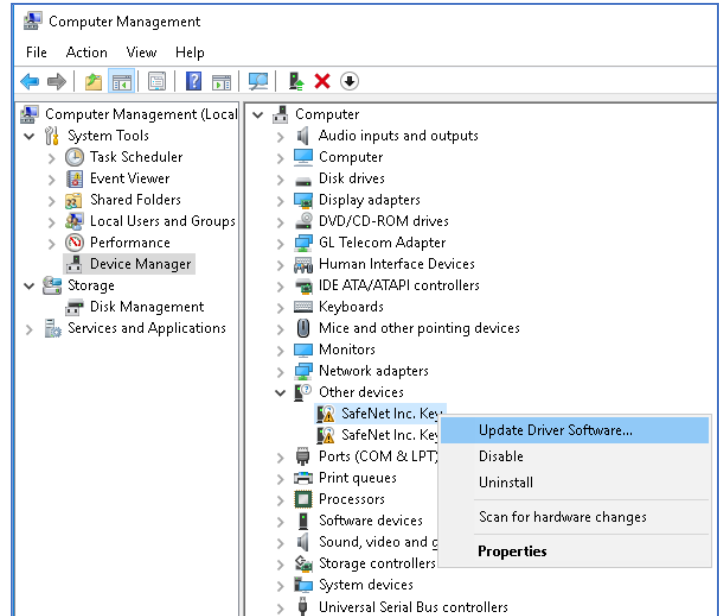 Computer Management
File Action View Help
Computer Management (Local
System Tools
Task Scheduler
Event Viewer
Shared Folders
Local Users and Groups
Performance
Device Manager
Storage
Disk Management
Services and Applications
Computer
Audio inputs and outputs
Computer
Disk drives
Display adapters
DVD/CD-ROM drives
GL Telecom Adapter
Human Interface Devices
IDE ATA/ATAPI controllers
Keyboards
Mice and other pointing devices
Monitors
Network adapters
Other devices
SafeNet Inc. Key
SafeNet Inc. Key
Ports (COM & LPT)
Print queues
Processors
Software devices
Sound, video and g
Storage controllers
System devices
Universal Serial Bus controllers
Update Driver Software...
Disable
Uninstall
Scan for hardware changes
Properties